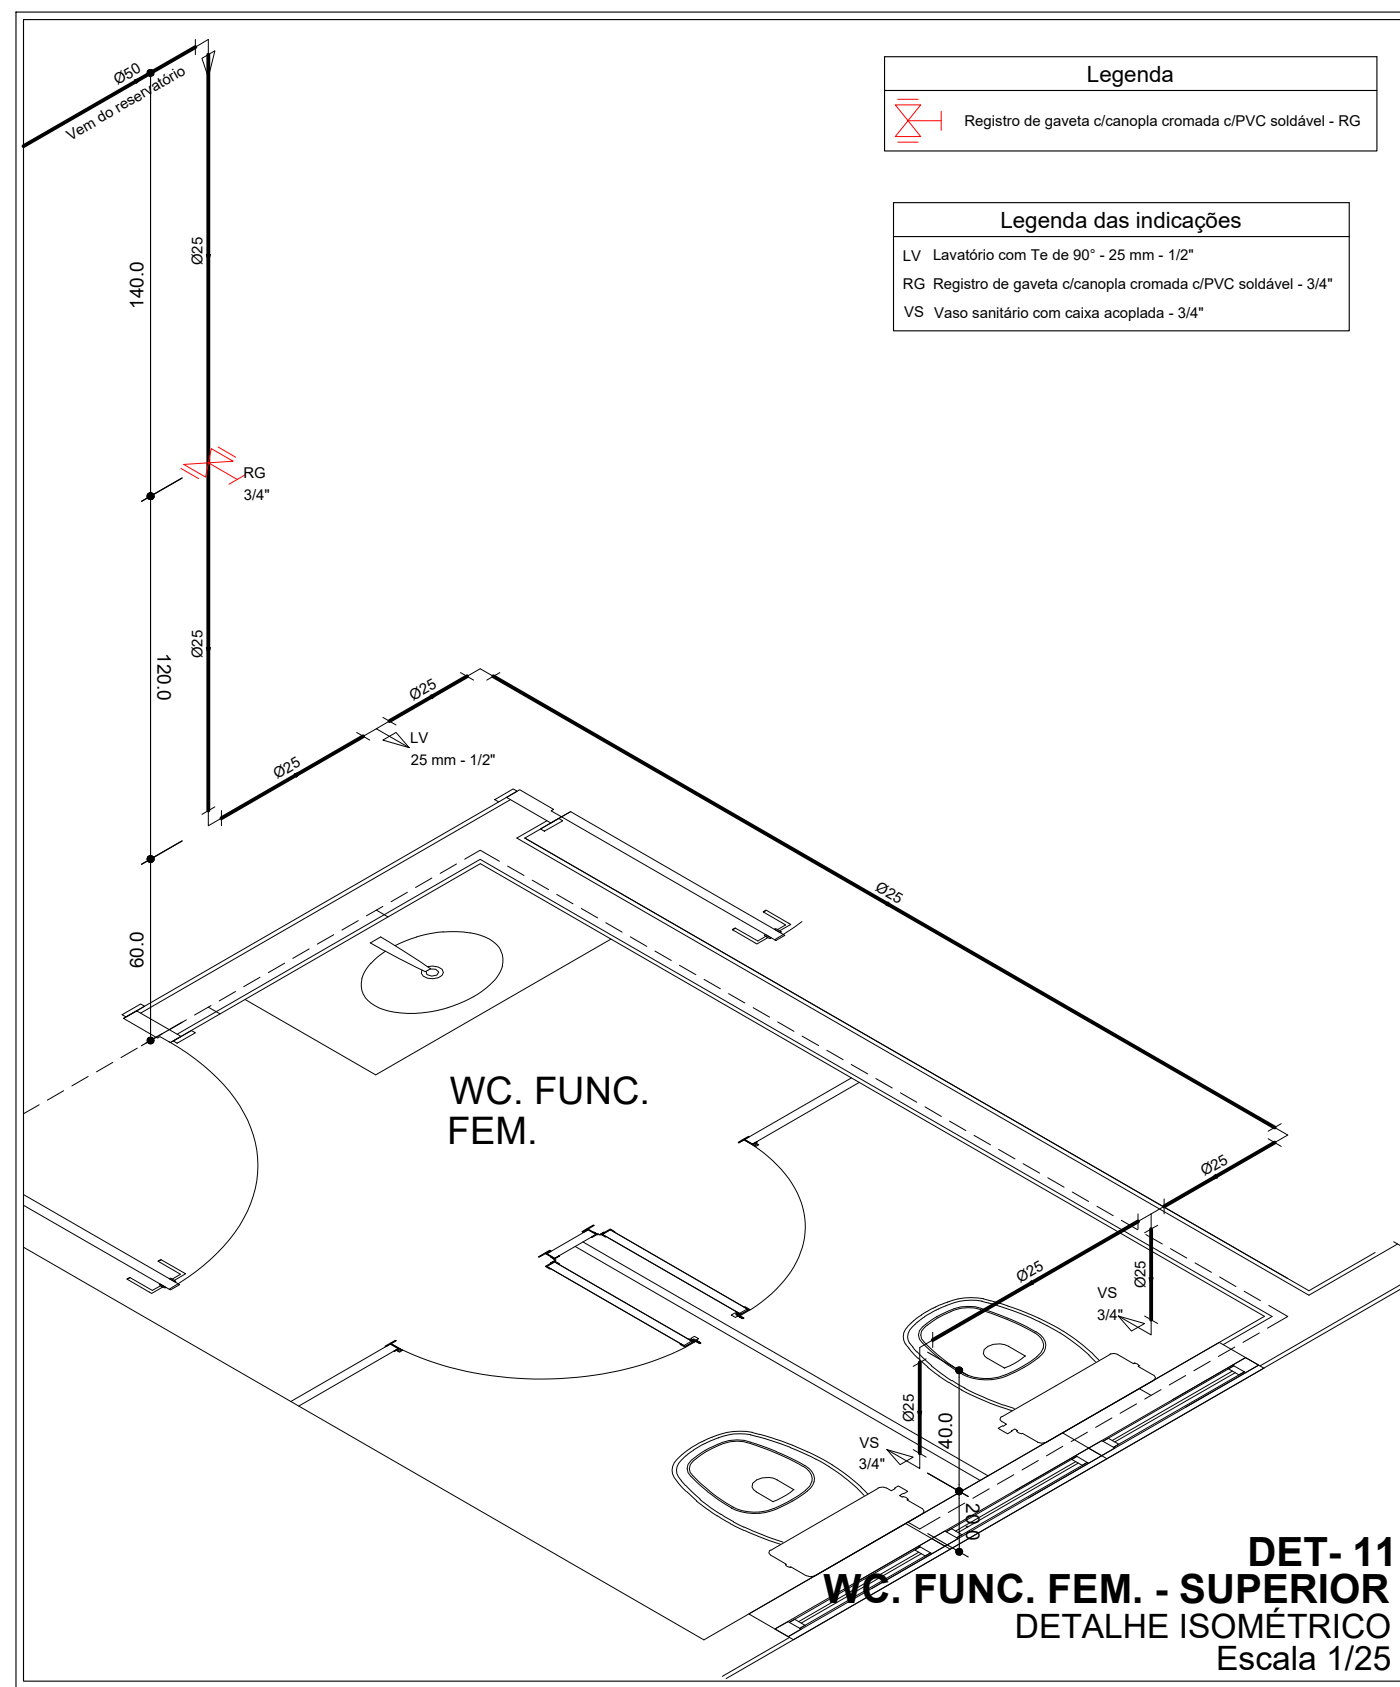 Ø50
Vem do reservatório
Legenda
Registro de gaveta c/canopla cromada c/PVC soldável - RG
Legenda das indicações
LV Lavatório com Te de 90° - 25 mm - 1/2"
RG Registro de gaveta c/canopla cromada c/PVC soldável - 3/4"
VS Vaso sanitário com caixa acoplada - 3/4"
Ø25
140.0
RG
3/4"
Ø25
120.0
Ø25
LV
25 mm - 1/2"
Ø25
Ø25
60.0
WC. FUNC.
FEM.
Ø25
Ø25
Ø25
VS
3/4"
Ø25
40.0
VS
3/4"
20.0
DET- 11
WC. FUNC. FEM. - SUPERIOR
DETALHE ISOMÉTRICO
Escala 1/25